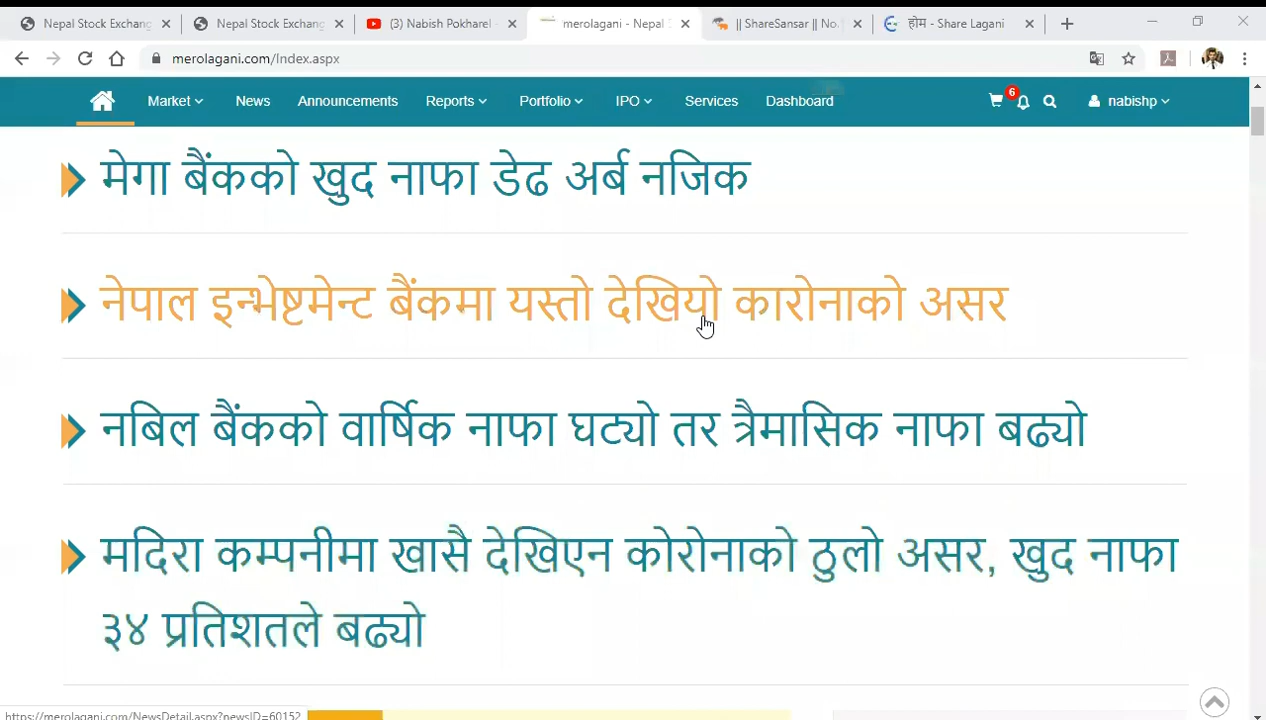 Nepal Stock Exchang
Nepal Stock Exchang
(3) Nabish Pokharel -
merolagani - Nepal
|| ShareSansar || No.
होम - Share Lagani
merolagani.com/Index.aspx
Market News Announcements Reports Portfolio IPO Services Dashboard 6 nabishp
मेगा बैंकको खुद नाफा डेढ अर्ब नजिक
नेपाल इन्भेष्टमेन्ट बैंकमा यस्तो देखियो कारोनाको असर
नबिल बैंकको वार्षिक नाफा घट्यो तर त्रैमासिक नाफा बढ्यो
मदिरा कम्पनीमा खासै देखिएन कोरोनाको ठुलो असर, खुद नाफा
३४ प्रतिशतले बढ्यो
https://merolagani.com/NewsDetail.aspx?newsID=60152